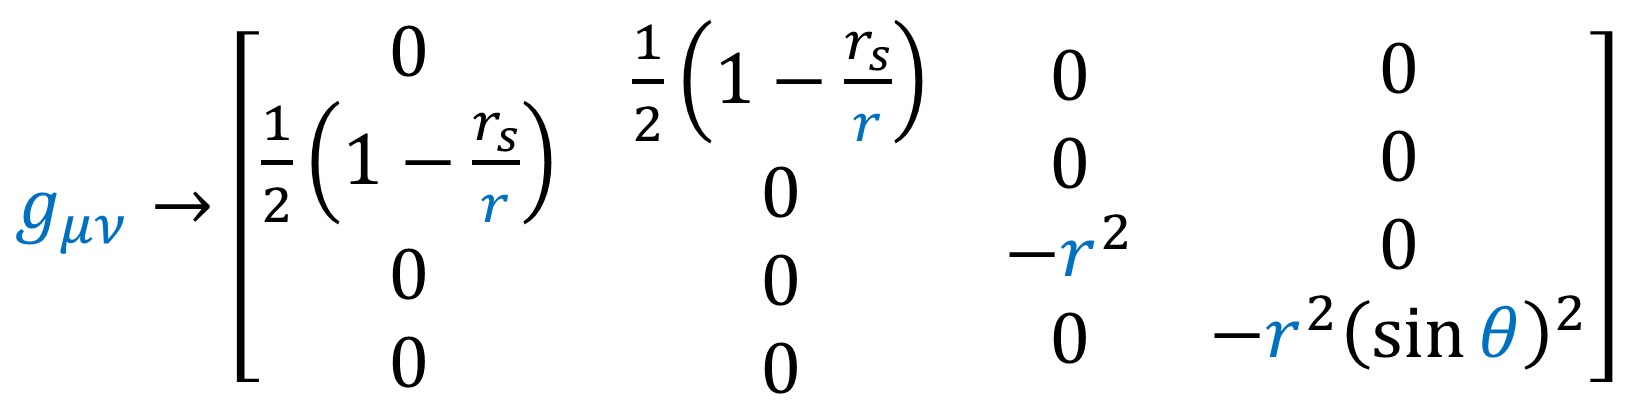 g_{μν} → [ 0   1/2 (1 − r_s/r)   0   0
1/2 (1 − r_s/r)   0   0   0
0   0   −r²   0
0   0   0   −r²(sin θ)² ]